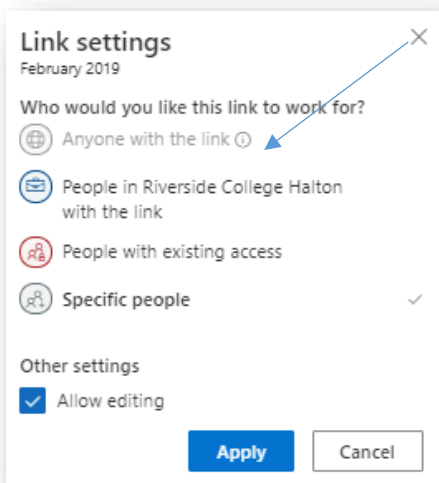 Link settings
February 2019
Who would you like this link to work for?
Anyone with the link
People in Riverside College Halton
with the link
People with existing access
Specific people
Other settings
Allow editing
Apply
Cancel